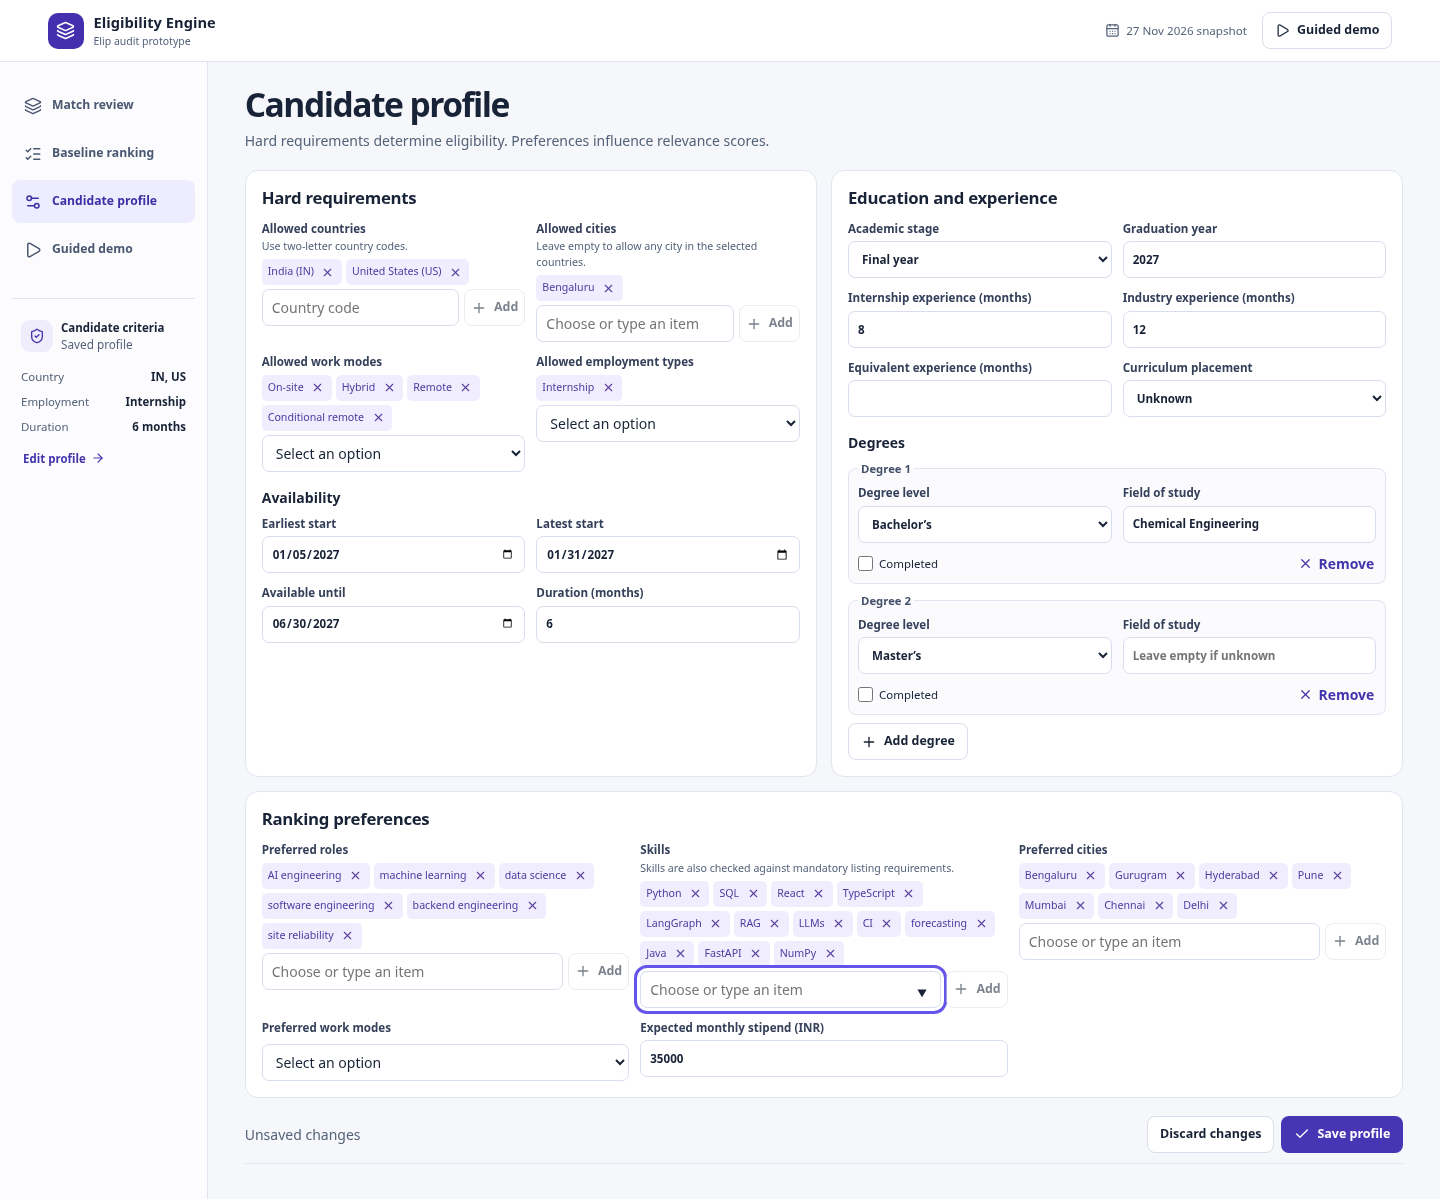 Eligibility Engine
Elip audit prototype
27 Nov 2026 snapshot
Guided demo
Match review
Baseline ranking
Candidate profile
Guided demo
Candidate criteria
Saved profile
Country IN, US
Employment Internship
Duration 6 months
Edit profile
Candidate profile
Hard requirements determine eligibility. Preferences influence relevance scores.
Hard requirements
Allowed countries
Use two-letter country codes.
India (IN) United States (US)
Country code Add
Allowed cities
Leave empty to allow any city in the selected
countries.
Bengaluru
Choose or type an item Add
Allowed work modes
On-site Hybrid Remote
Conditional remote
Select an option
Allowed employment types
Internship
Select an option
Availability
Earliest start
01/05/2027
Latest start
01/31/2027
Available until
06/30/2027
Duration (months)
6
Education and experience
Academic stage
Final year
Graduation year
2027
Internship experience (months)
8
Industry experience (months)
12
Equivalent experience (months)
Curriculum placement
Unknown
Degrees
Degree 1
Degree level
Bachelor's
Field of study
Chemical Engineering
Completed
Remove
Degree 2
Degree level
Master's
Field of study
Leave empty if unknown
Completed
Remove
Add degree
Ranking preferences
Preferred roles
AI engineering machine learning data science
software engineering backend engineering
site reliability
Choose or type an item Add
Skills
Skills are also checked against mandatory listing requirements.
Python SQL React TypeScript
LangGraph RAG LLMs CI forecasting
Java FastAPI NumPy
Choose or type an item Add
Preferred cities
Bengaluru Gurugram Hyderabad Pune
Mumbai Chennai Delhi
Choose or type an item Add
Preferred work modes
Select an option
Expected monthly stipend (INR)
35000
Unsaved changes
Discard changes
Save profile